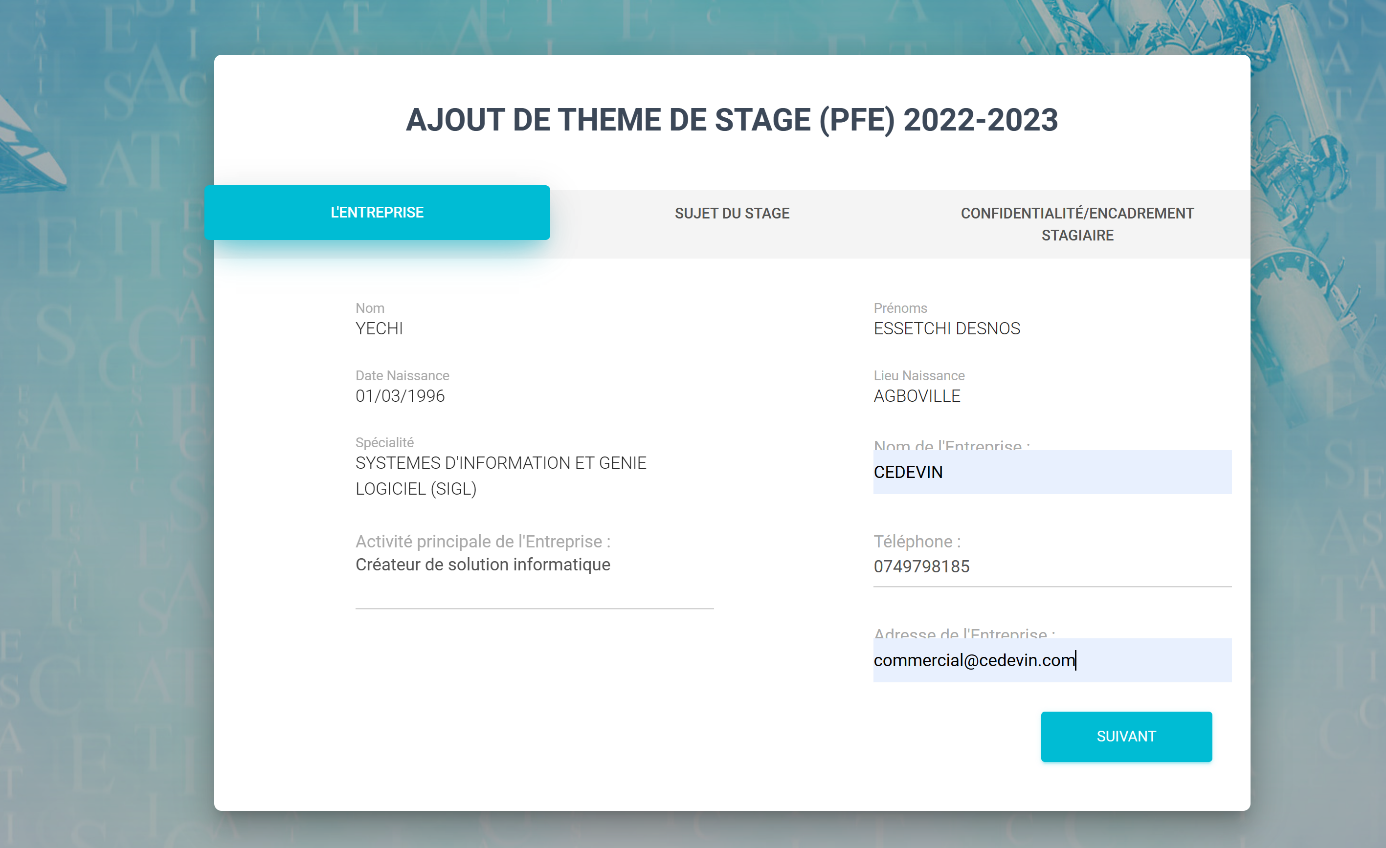 AJOUT DE THEME DE STAGE (PFE) 2022-2023
L'ENTREPRISE
SUJET DU STAGE
CONFIDENTIALITÉ/ENCADREMENT
STAGIAIRE
Nom
YECHI
Prénoms
ESSETCHI DESNOS
Date Naissance
01/03/1996
Lieu Naissance
AGBOVILLE
Spécialité
SYSTEMES D'INFORMATION ET GENIE
LOGICIEL (SIGL)
Nom de l'Entreprise :
CEDEVIN
Activité principale de l'Entreprise :
Créateur de solution informatique
Téléphone :
0749798185
Adresse de l'Entreprise :
commercial@cedevin.com
SUIVANT